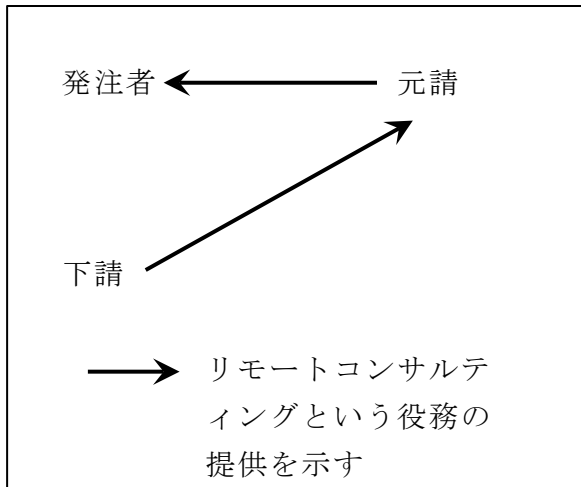 発注者
元請
下請
リモートコンサルテ
ィングという役務の
提供を示す